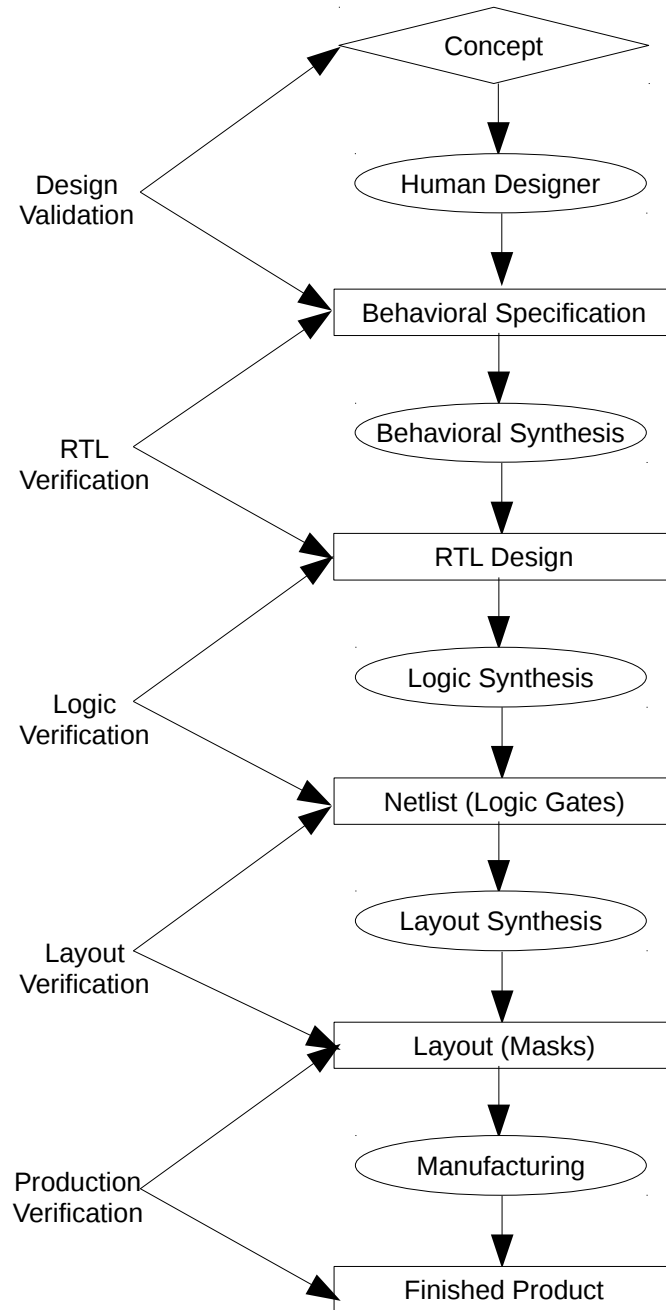 Concept
Human Designer
Design
Validation
Behavioral Specification
Behavioral Synthesis
RTL
Verification
RTL Design
Logic Synthesis
Logic
Verification
Netlist (Logic Gates)
Layout Synthesis
Layout
Verification
Layout (Masks)
Manufacturing
Production
Verification
Finished Product